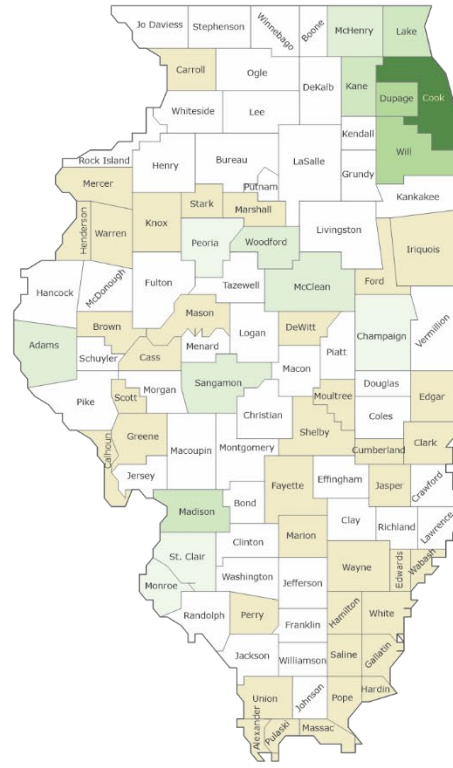 Jo Daviess
Stephenson
Winnebago
Boone
McHenry
Lake
Carroll
Ogle
DeKalb
Kane
Cook
Dupage
Whiteside
Lee
Kendall
Will
Rock Island
Henry
Bureau
LaSalle
Grundy
Putnam
Kankakee
Mercer
Stark
Marshall
Henderson
Warren
Knox
Peoria
Woodford
Livingston
Iriquois
Ford
Hancock
McDonough
Fulton
Tazewell
McClean
Mason
Brown
Logan
DeWitt
Champaign
Vermillion
Adams
Schuyler
Cass
Menard
Piatt
Macon
Sangamon
Douglas
Pike
Scott
Morgan
Christian
Moultree
Coles
Edgar
Greene
Shelby
Calhoun
Macoupin
Montgomery
Cumberland
Clark
Jersey
Fayette
Effingham
Jasper
Crawford
Madison
Bond
Clay
Richland
Lawrence
Clinton
Marion
St. Clair
Wayne
Edwards
Wabash
Washington
Monroe
Jefferson
Randolph
Perry
Hamilton
White
Franklin
Jackson
Williamson
Saline
Gallatin
Union
Johnson
Pope
Hardin
Alexander
Pulaski
Massac